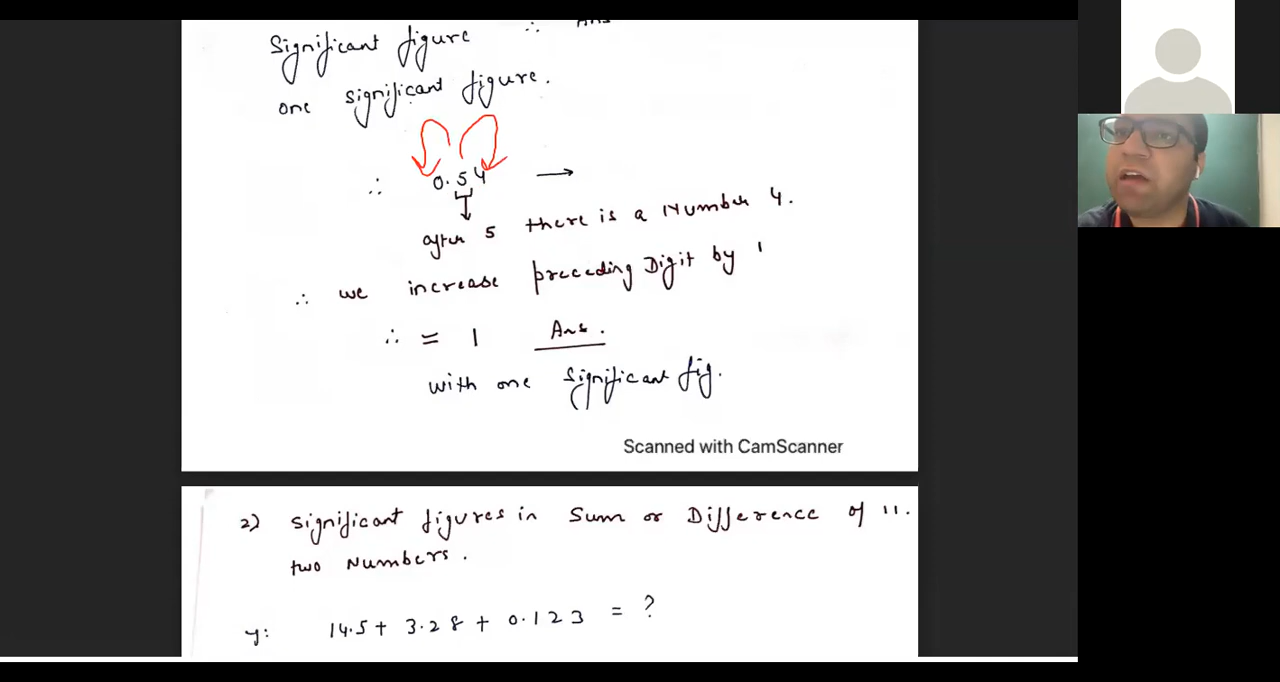 Significant figure ∴ Ans
one significant figure.
∴ 0.54 →
after 5 there is a Number 4.
∴ we increase preceding Digit by 1
∴ = 1 Ans.
with one Significant fig.
Scanned with CamScanner
2) Significant figures in Sum or Difference of 11.
two Numbers.
y: 14.5 + 3.28 + 0.123 = ?